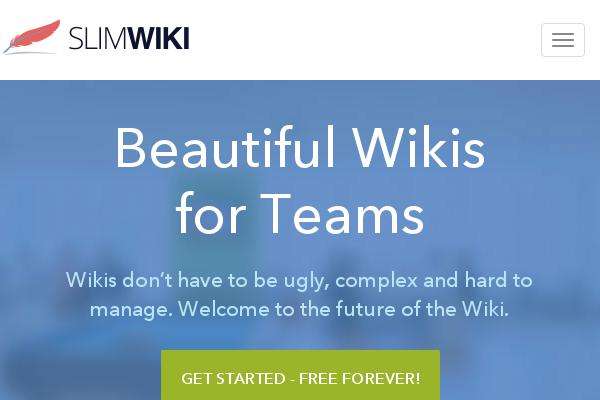 SLIMWIKI
Beautiful Wikis
for Teams
Wikis don't have to be ugly, complex and hard to
manage. Welcome to the future of the Wiki.
GET STARTED - FREE FOREVER!